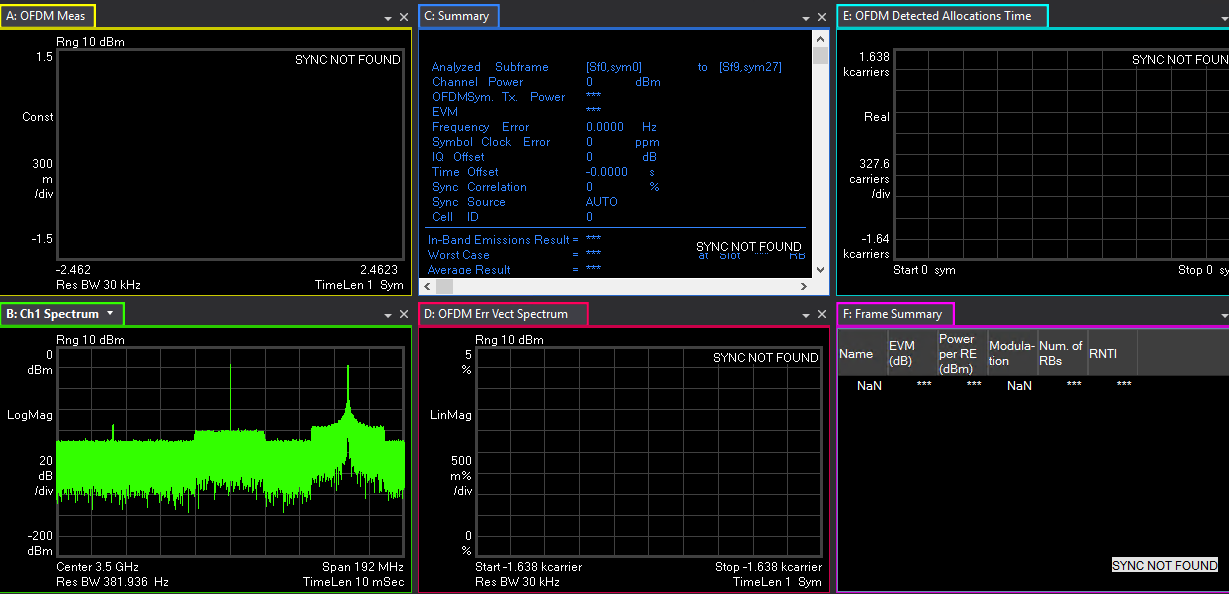 A: OFDM Meas
Rng 10 dBm
1.5
SYNC NOT FOUND
Const
300
m
/div
-1.5
-2.462
2.4623
Res BW 30 kHz
TimeLen 1 Sym
C: Summary
Analyzed Subframe [Sf0,sym0] to [Sf9,sym27]
Channel Power 0 dBm
OFDMSym. Tx. Power ***
EVM ***
Frequency Error 0.0000 Hz
Symbol Clock Error 0 ppm
IQ Offset 0 dB
Time Offset -0.0000 s
Sync Correlation 0 %
Sync Source AUTO
Cell ID 0
In-Band Emissions Result = ***
SYNC NOT FOUND
Worst Case = *** at Slot RB
Average Result = ***
E: OFDM Detected Allocations Time
1.638
kcarriers
SYNC NOT FOUN
Real
327.6
carriers
/div
-1.64
kcarriers
Start 0 sym
Stop 0 sy
B: Ch1 Spectrum
Rng 10 dBm
0
dBm
LogMag
20
dB
/div
-200
dBm
Center 3.5 GHz
Span 192 MHz
Res BW 381.936 Hz
TimeLen 10 mSec
D: OFDM Err Vect Spectrum
Rng 10 dBm
5
%
SYNC NOT FOUND
LinMag
500
m%
/div
0
%
Start -1.638 kcarrier
Stop -1.638 kcarrier
Res BW 30 kHz
TimeLen 1 Sym
F: Frame Summary
Name
EVM
(dB)
Power
per RE
(dBm)
Modula-
tion
Num. of
RBs
RNTI
NaN *** *** NaN *** ***
SYNC NOT FOUND